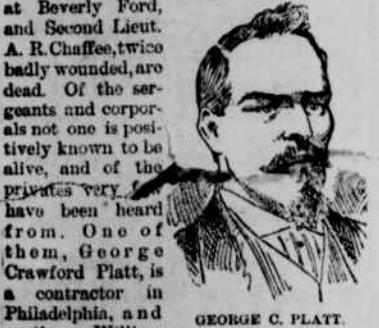 at Beverly Ford,
and Second Lieut.
A. R. Chaffee, twice
badly wounded, are
dead. Of the ser-
geants and corpor-
als not one is posi-
tively known to be
alive, and of the
privates very
have been heard
from. One of
them, George
Crawford Platt, is
a contractor in
Philadelphia, and
GEORGE C. PLATT.